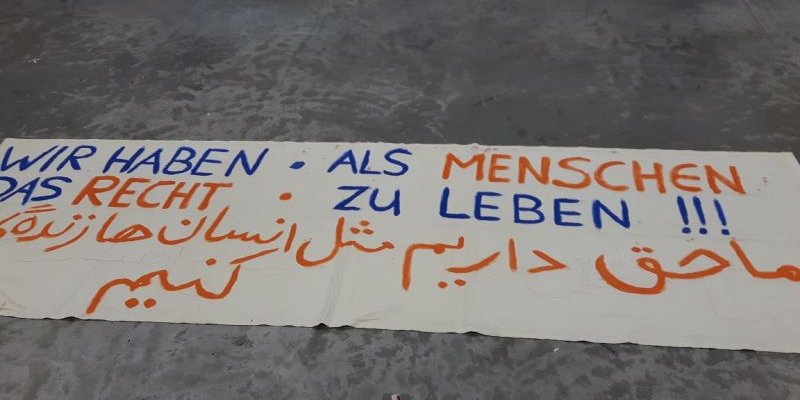 WIR HABEN • ALS MENSCHEN
DAS RECHT • ZU LEBEN !!!
ما حق داریم مثل انسان ها زندگی
کنیم